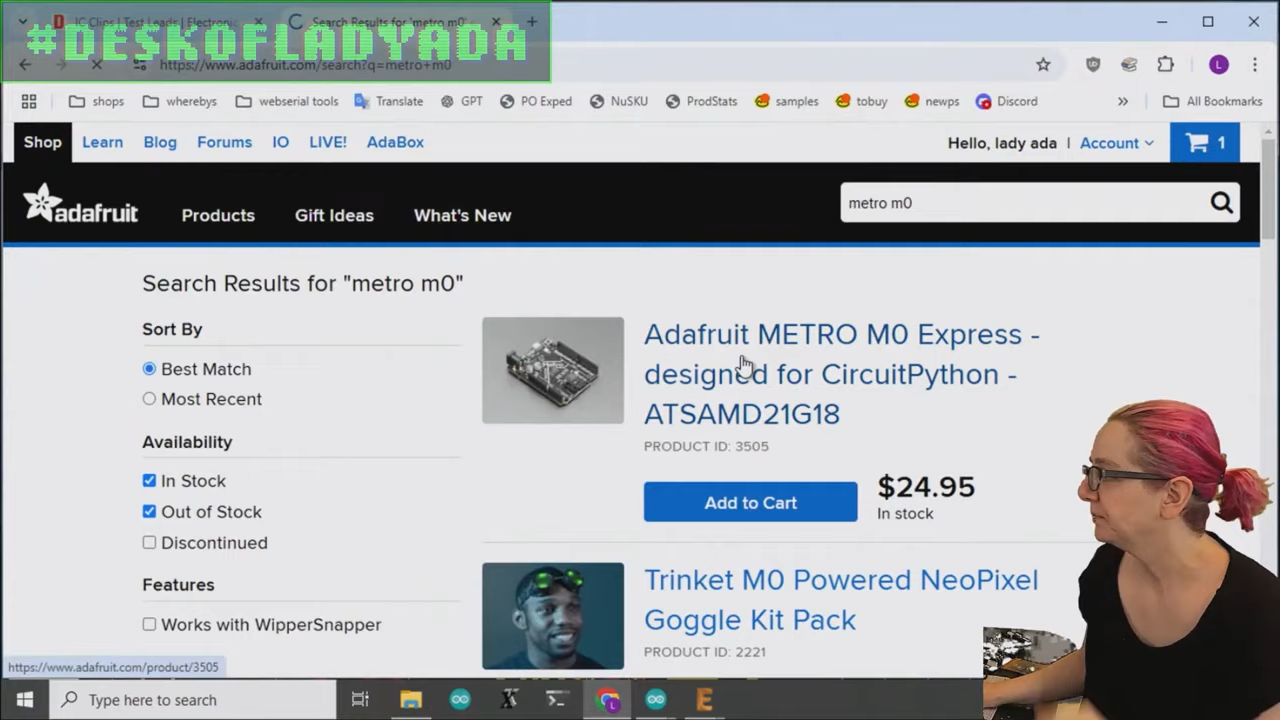 IC Clips | Test Leads | Electronic
Search Results for 'metro m0'
#DESKOFLADYADA
https://www.adafruit.com/search?q=metro+m0
L
shops
wherebys
webserial tools
Translate
GPT
PO Exped
NuSKU
ProdStats
samples
tobuy
newps
Discord
»
All Bookmarks
Shop
Learn
Blog
Forums
IO
LIVE!
AdaBox
Hello, lady ada | Account
1
adafruit
Products
Gift Ideas
What's New
metro m0
Search Results for "metro m0"
Sort By
Best Match
Most Recent
Availability
In Stock
Out of Stock
Discontinued
Features
Works with WipperSnapper
Adafruit METRO M0 Express -
designed for CircuitPython -
ATSAMD21G18
PRODUCT ID: 3505
Add to Cart
$24.95
In stock
Trinket M0 Powered NeoPixel
Goggle Kit Pack
PRODUCT ID: 2221
https://www.adafruit.com/product/3505
Type here to search